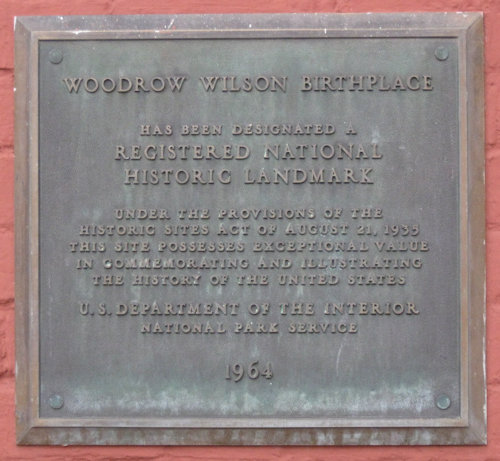 WOODROW WILSON BIRTHPLACE
HAS BEEN DESIGNATED A
REGISTERED NATIONAL
HISTORIC LANDMARK
UNDER THE PROVISIONS OF THE
HISTORIC SITES ACT OF AUGUST 21, 1935
THIS SITE POSSESSES EXCEPTIONAL VALUE
IN COMMEMORATING AND ILLUSTRATING
THE HISTORY OF THE UNITED STATES
U.S. DEPARTMENT OF THE INTERIOR
NATIONAL PARK SERVICE
1964